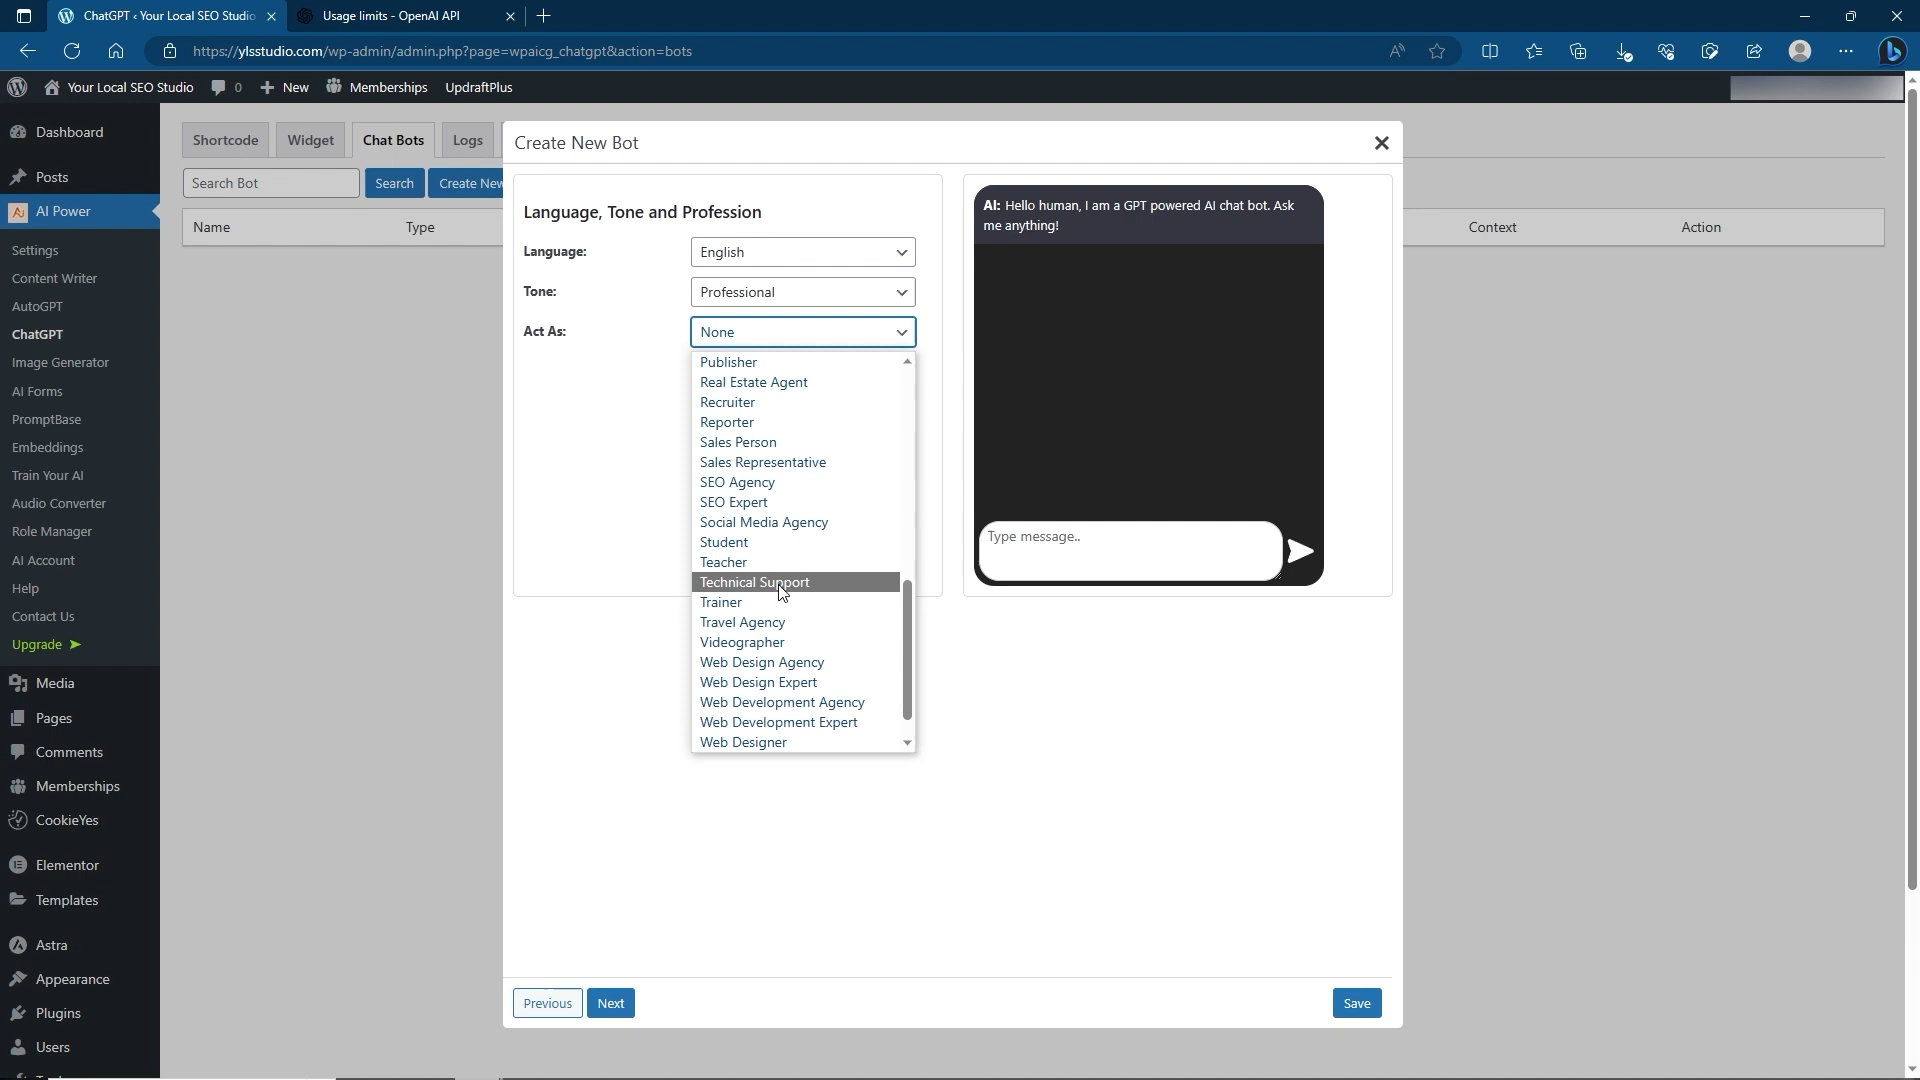 ChatGPT ‹ Your Local SEO Studio
Usage limits - OpenAI API
https://ylsstudio.com/wp-admin/admin.php?page=wpaicg_chatgpt&action=bots
Your Local SEO Studio
0
New
Memberships
UpdraftPlus
Dashboard
Posts
AI Power
Settings
Content Writer
AutoGPT
ChatGPT
Image Generator
AI Forms
PromptBase
Embeddings
Train Your AI
Audio Converter
Role Manager
AI Account
Help
Contact Us
Upgrade ➤
Media
Pages
Comments
Memberships
CookieYes
Elementor
Templates
Astra
Appearance
Plugins
Users
Shortcode
Widget
Chat Bots
Logs
Search Bot
Search
Create New
Name
Type
Context
Action
Create New Bot
Language, Tone and Profession
Language:
English
Tone:
Professional
Act As:
None
Publisher
Real Estate Agent
Recruiter
Reporter
Sales Person
Sales Representative
SEO Agency
SEO Expert
Social Media Agency
Student
Teacher
Technical Support
Trainer
Travel Agency
Videographer
Web Design Agency
Web Design Expert
Web Development Agency
Web Development Expert
Web Designer
AI: Hello human, I am a GPT powered AI chat bot. Ask
me anything!
Type message..
Previous
Next
Save